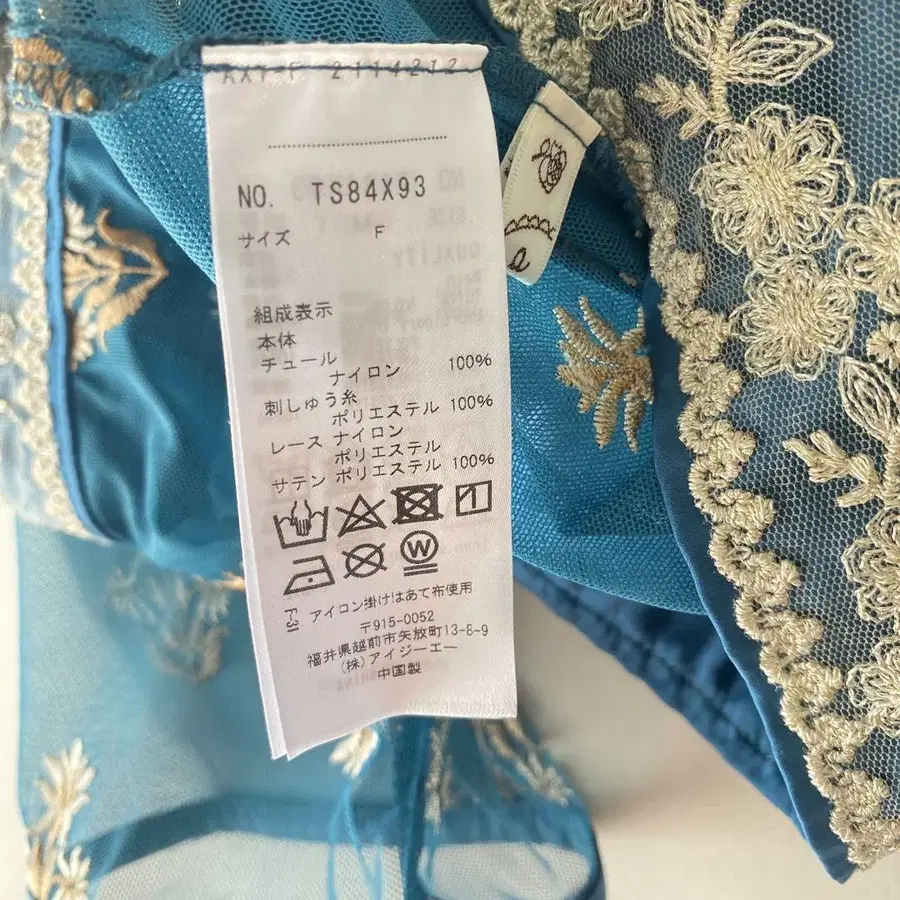 2114212
NO. TS84X93
サイズ F
組成表示
本体
チュール
ナイロン 100%
刺しゅう糸
ポリエステル 100%
レース ナイロン
ポリエステル
サテン ポリエステル 100%
W
アイロン掛けはあて布使用
F-31
〒915-0052
福井県越前市矢放町13-8-9
(株)アイジーエー
中国製